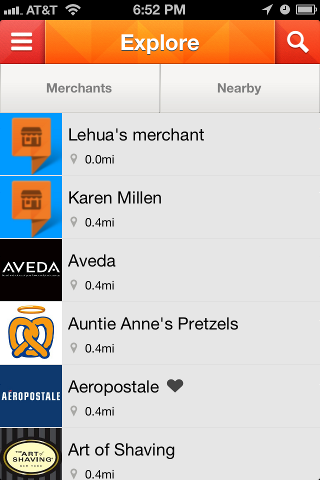 AT&T 6:52 PM
Explore
Merchants Nearby
Lehua's merchant
0.0mi
Karen Millen
0.4mi
AVEDA
Aveda
0.4mi
Auntie Anne's Pretzels
0.4mi
AÉROPOSTALE
Aeropostale
0.4mi
THE ART of
SHAVING
NEW YORK
Art of Shaving
0.4mi